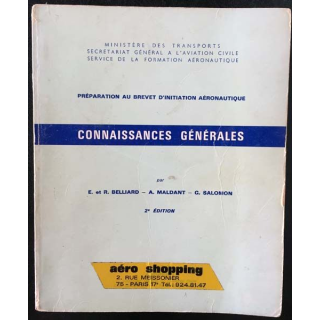 MINISTÈRE DES TRANSPORTS
SECRÉTARIAT GÉNÉRAL A L'AVIATION CIVILE
SERVICE DE LA FORMATION AÉRONAUTIQUE
PRÉPARATION AU BREVET D'INITIATION AÉRONAUTIQUE
CONNAISSANCES GÉNÉRALES
par
E. et R. BELLIARD - A. MALDANT - G. SALOMON
2e ÉDITION
aéro shopping
2, RUE MEISSONIER
75 - PARIS 17e Tél.: 924.81.47